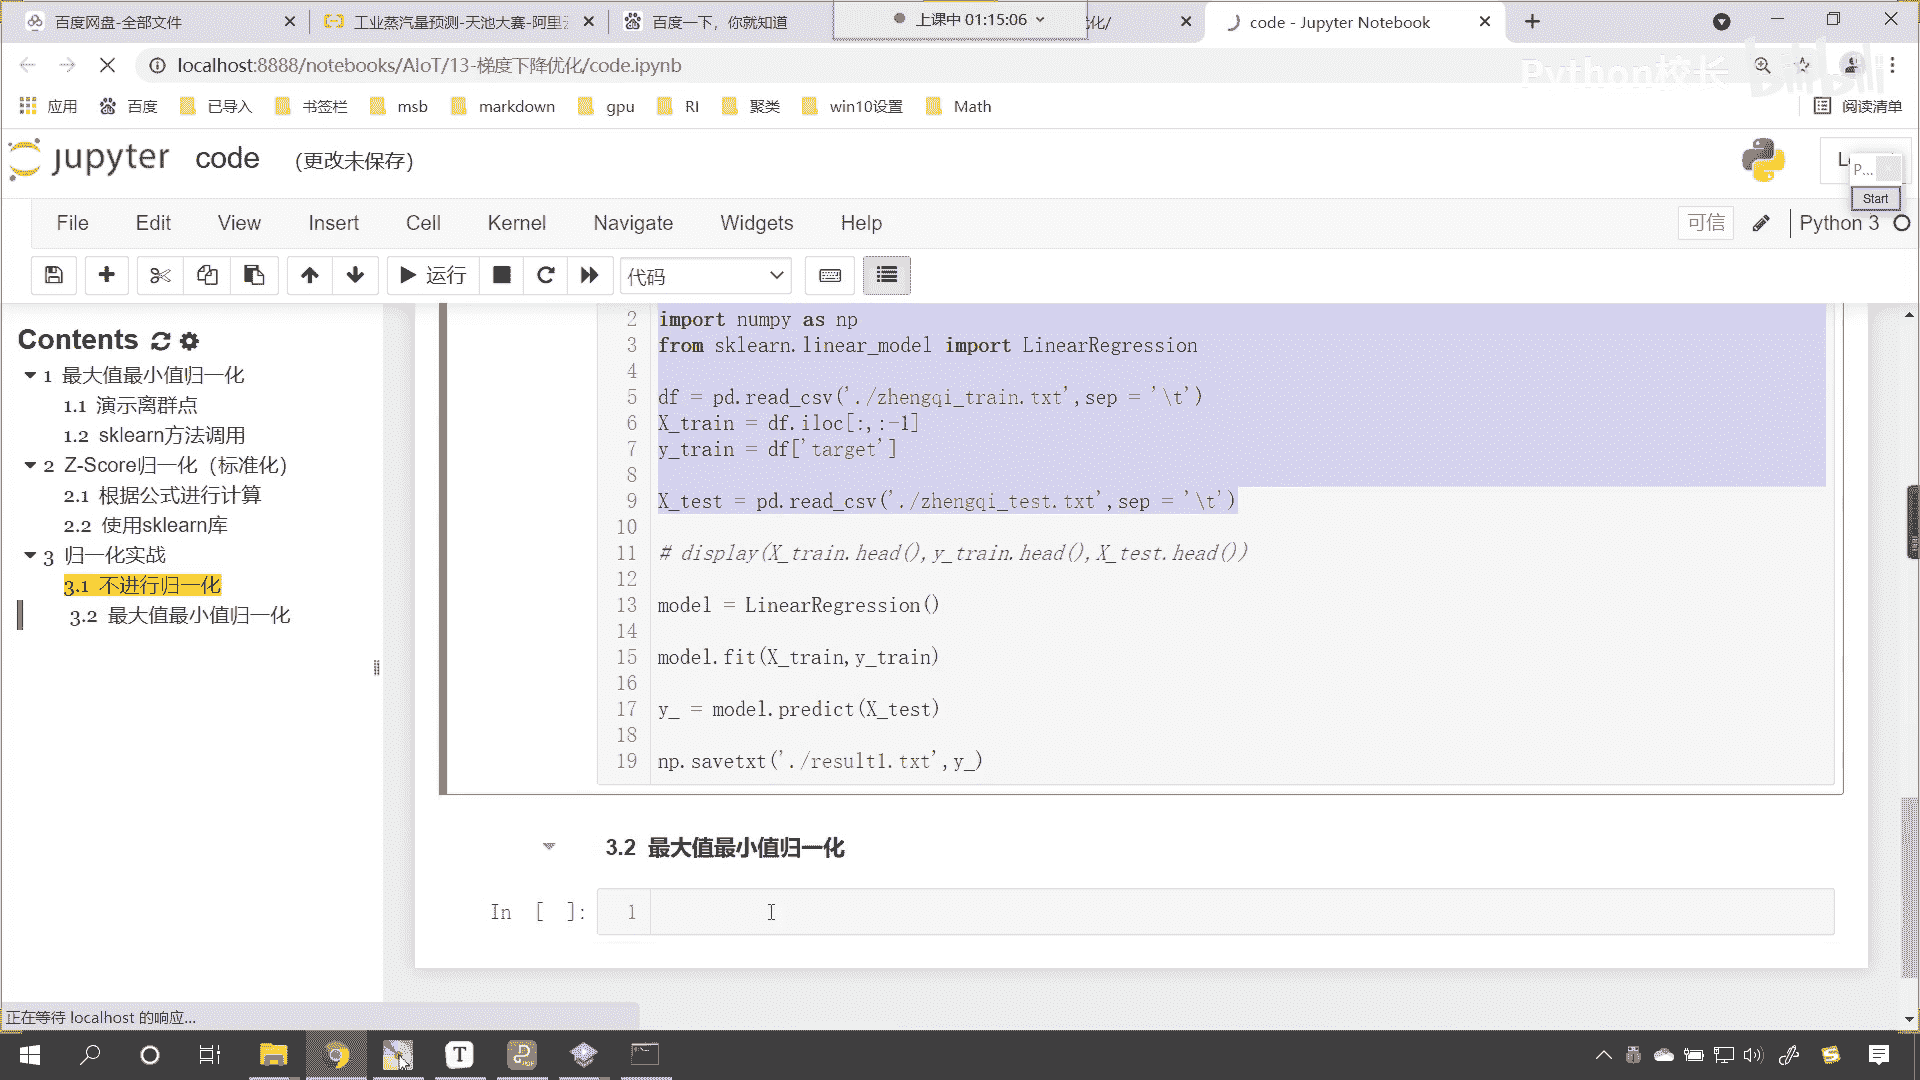 百度网盘-全部文件
工业蒸汽量预测-天池大赛-阿里
百度一下，你就知道
上课中 01:15:06
优化/
code - Jupyter Notebook
localhost:8888/notebooks/AIoT/13-梯度下降优化/code.ipynb
Python校长
bilibili
应用
百度
已导入
书签栏
msb
markdown
gpu
RI
聚类
win10设置
Math
阅读清单
jupyter
code
(更改未保存)
P...
Start
File
Edit
View
Insert
Cell
Kernel
Navigate
Widgets
Help
可信
Python 3
运行
代码
Contents
1 最大值最小值归一化
1.1 演示离群点
1.2 sklearn方法调用
2 Z-Score归一化（标准化）
2.1 根据公式进行计算
2.2 使用sklearn库
3 归一化实战
3.1 不进行归一化
3.2 最大值最小值归一化
2 import numpy as np
3 from sklearn.linear_model import LinearRegression
4
5 df = pd.read_csv('./zhengqi_train.txt',sep = '\t')
6 X_train = df.iloc[:,:-1]
7 y_train = df['target']
8
9 X_test = pd.read_csv('./zhengqi_test.txt',sep = '\t')
10
11 # display(X_train.head(),y_train.head(),X_test.head())
12
13 model = LinearRegression()
14
15 model.fit(X_train,y_train)
16
17 y_ = model.predict(X_test)
18
19 np.savetxt('./result1.txt',y_)
3.2 最大值最小值归一化
In [ ]:
1
正在等待 localhost 的响应...